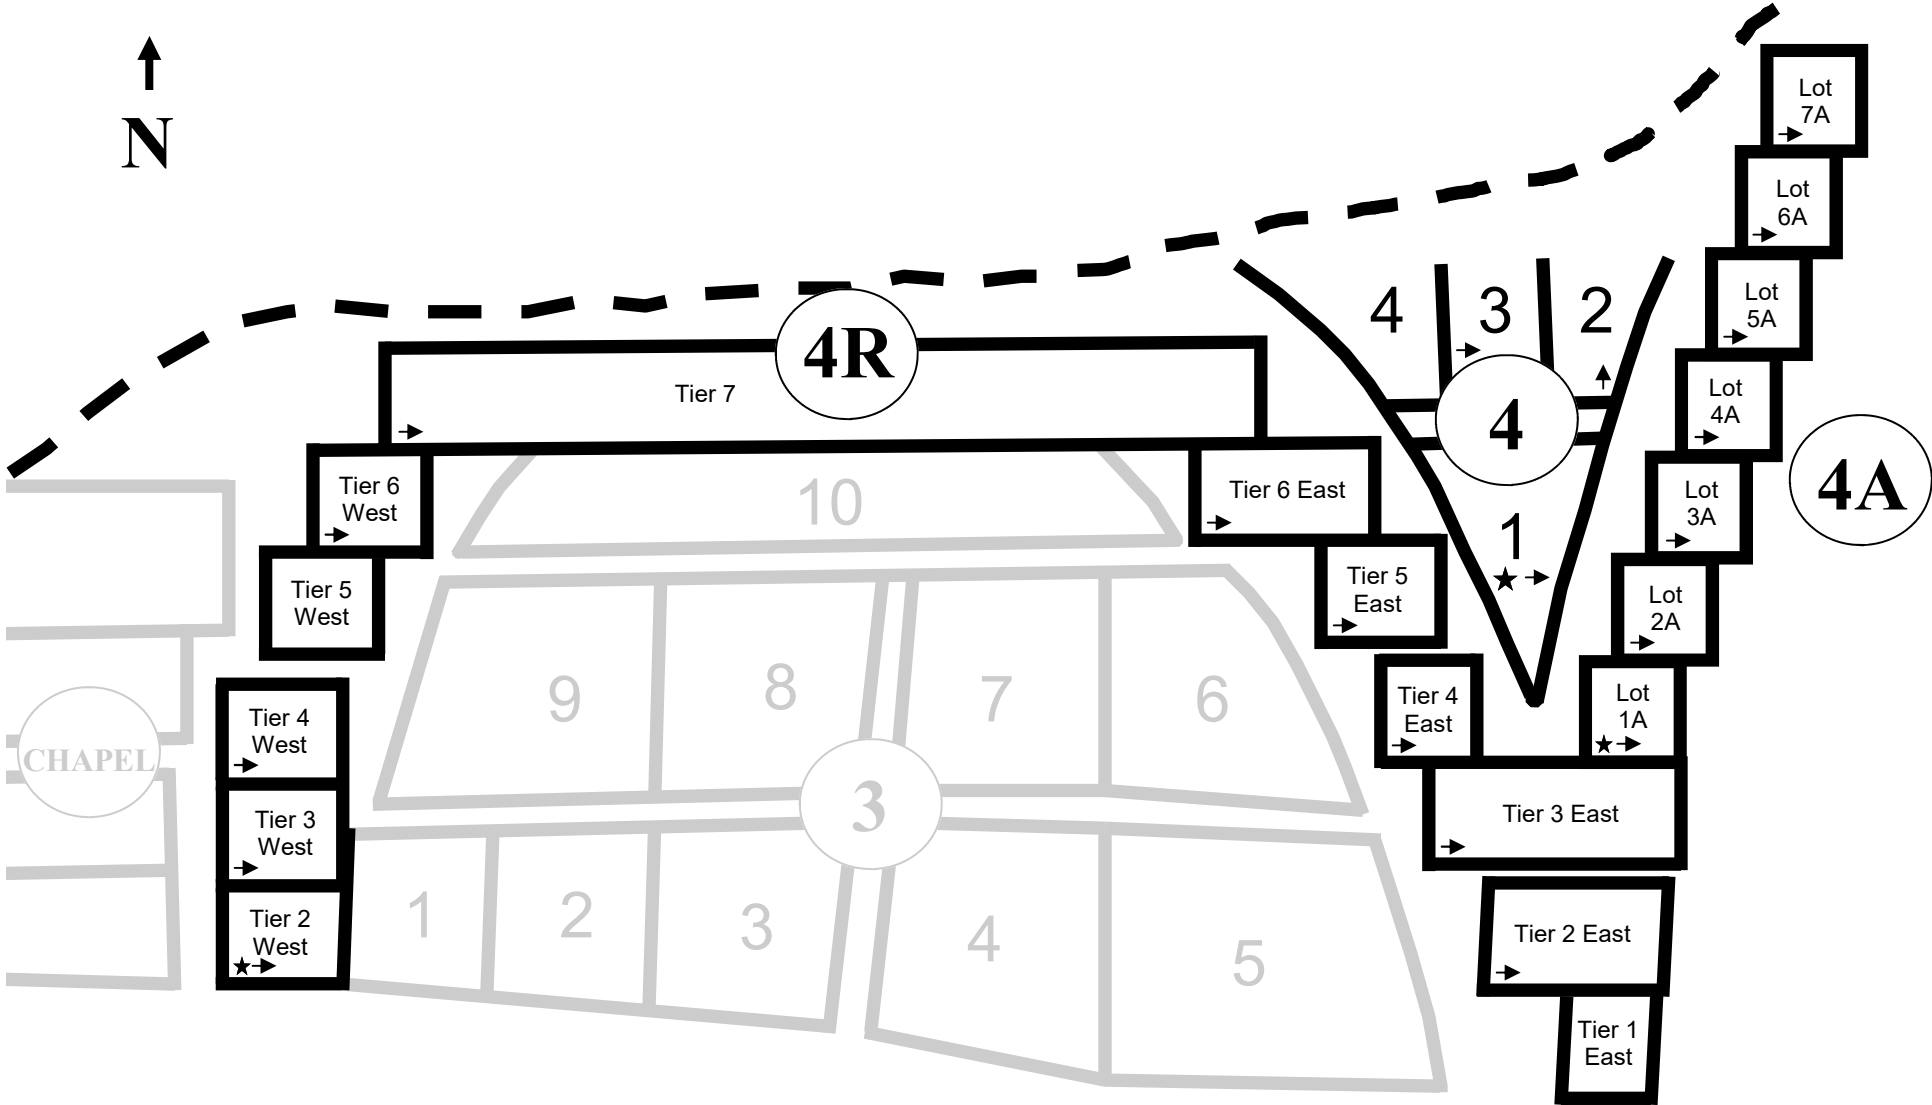 N
Lot
7A
Lot
6A
Lot
5A
Lot
4A
4A
Lot
3A
Lot
2A
Lot
1A
4
3
2
4
1
4R
Tier 7
Tier 6
West
Tier 5
West
10
Tier 6 East
Tier 5
East
Tier 4
East
Tier 3 East
Tier 2 East
Tier 1
East
Tier 4
West
Tier 3
West
Tier 2
West
CHAPEL
9
8
7
6
3
1
2
3
4
5